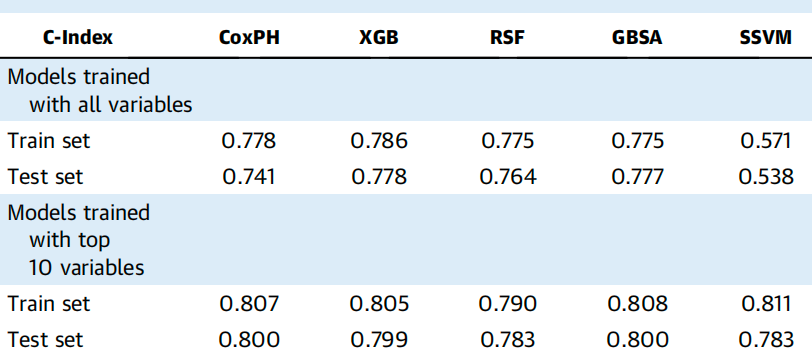 C-Index CoxPH XGB RSF GBSA SSVM
Models trained
with all variables
Train set 0.778 0.786 0.775 0.775 0.571
Test set 0.741 0.778 0.764 0.777 0.538
Models trained
with top
10 variables
Train set 0.807 0.805 0.790 0.808 0.811
Test set 0.800 0.799 0.783 0.800 0.783